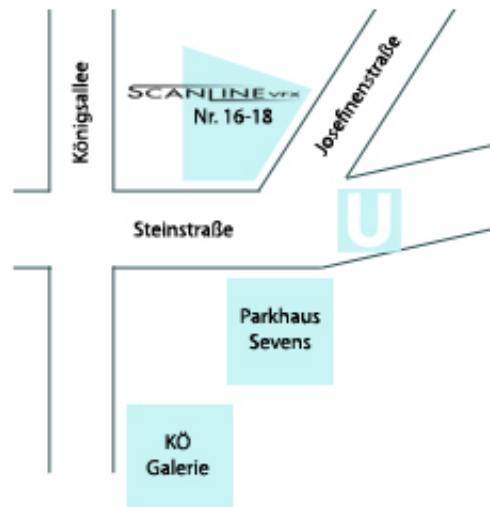 Königsallee
SCANLINE VFX
Nr. 16-18
Josefinenstraße
Steinstraße
U
Parkhaus
Sevens
KÖ
Galerie